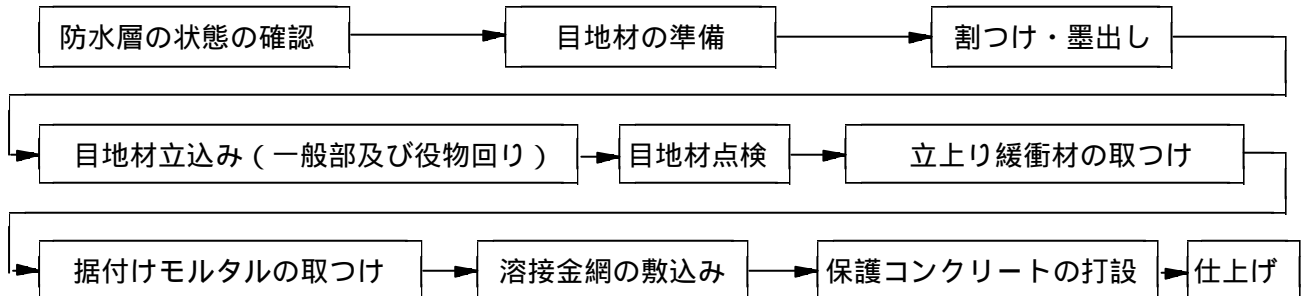 防水層の状態の確認 目地材の準備 割つけ・墨出し
目地材立込み（一般部及び役物回り） 目地材点検 立上り緩衝材の取つけ
据付けモルタルの取つけ 溶接金網の敷込み 保護コンクリートの打設 仕上げ